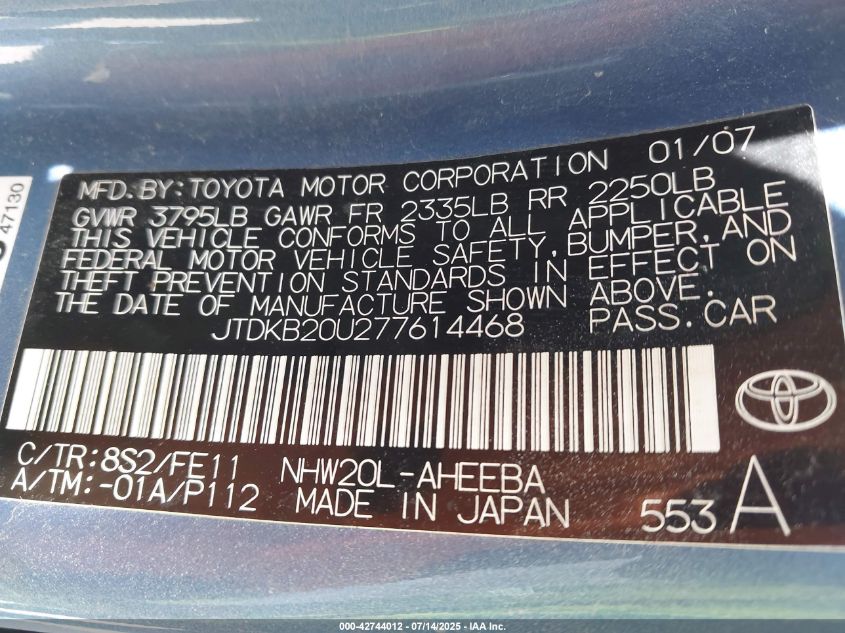 47130
MFD. BY: TOYOTA MOTOR CORPORATION 01/07
GVWR 3795LB GAWR FR 2335LB RR 2250LB
THIS VEHICLE CONFORMS TO ALL APPLICABLE
FEDERAL MOTOR VEHICLE SAFETY, BUMPER, AND
THEFT PREVENTION STANDARDS IN EFFECT ON
THE DATE OF MANUFACTURE SHOWN ABOVE.
JTDKB20U277614468 PASS. CAR
C/TR: 8S2/FE11 NHW20L-AHEEBA
A/TM: -01A/P112 MADE IN JAPAN 553 A
000-42744012 - 07/14/2025 - IAA Inc.